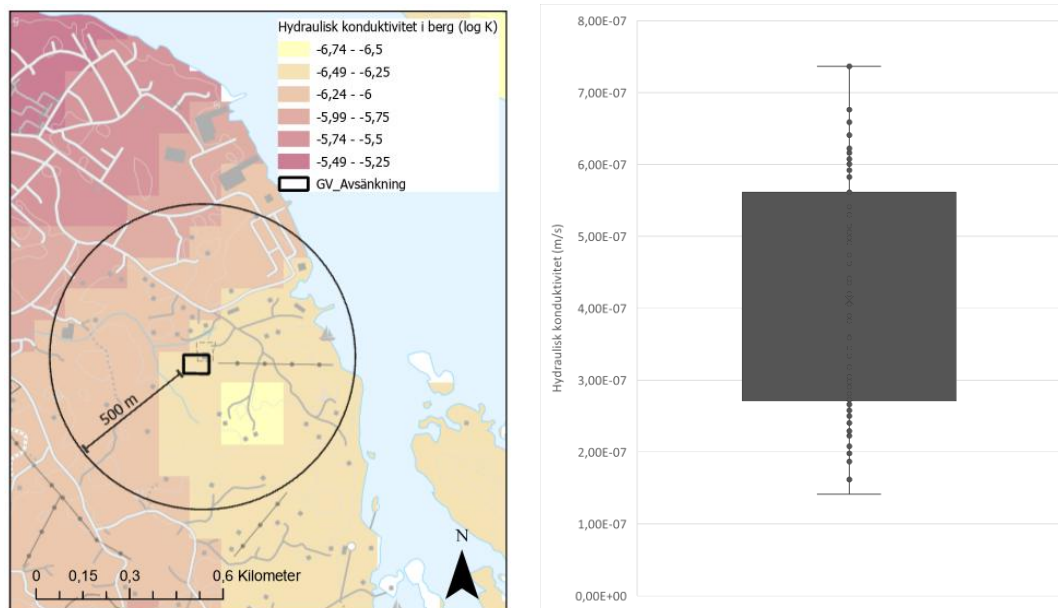 Hydraulisk konduktivitet i berg (log K)
-6,74 - -6,5
-6,49 - -6,25
-6,24 - -6
-5,99 - -5,75
-5,74 - -5,5
-5,49 - -5,25
GV_Avsänkning
500 m
N
0 0,15 0,3 0,6 Kilometer
8,00E-07
7,00E-07
6,00E-07
5,00E-07
4,00E-07
3,00E-07
2,00E-07
1,00E-07
0,00E+00
Hydraulisk konduktivitet (m/s)